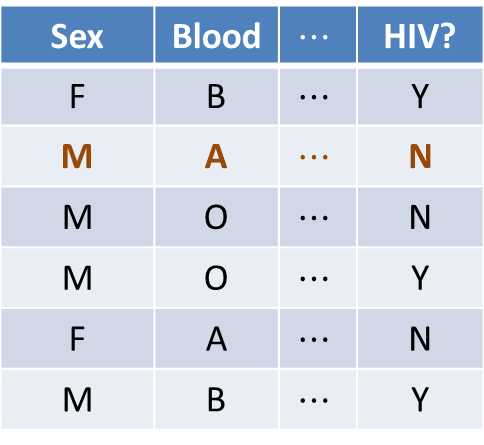 Sex Blood ... HIV?
F B ... Y
M A ... N
M O ... N
M O ... Y
F A ... N
M B ... Y